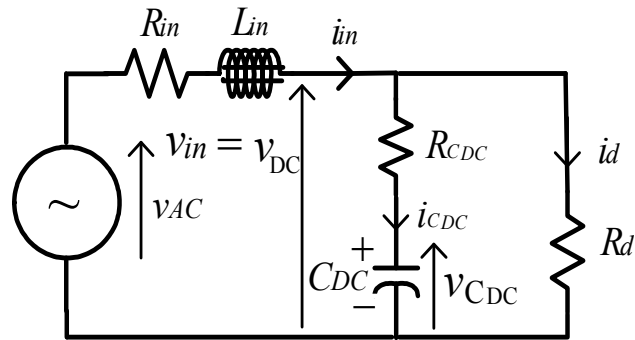 Rin
Lin
iin
vin = vDC
RCDC
id
~
vAC
iCDC
+
CDC
−
vCDC
Rd